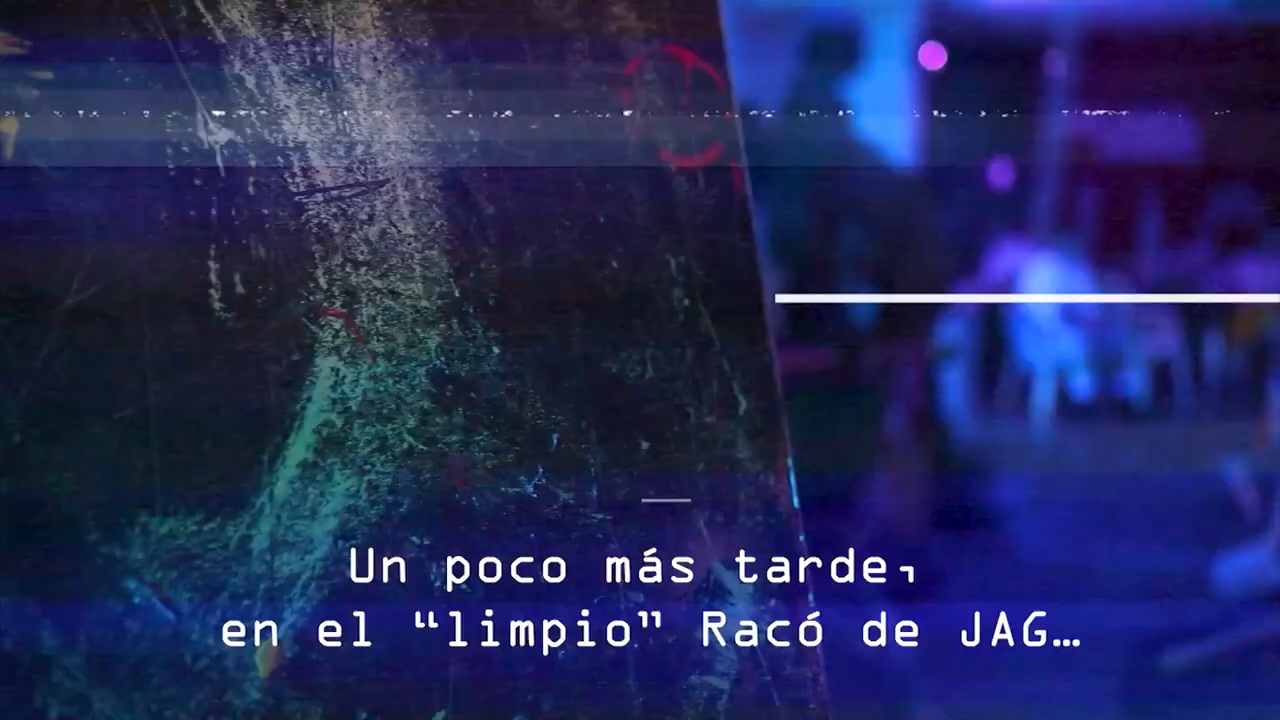 Un poco más tarde,
en el “limpio” Racó de JAG…